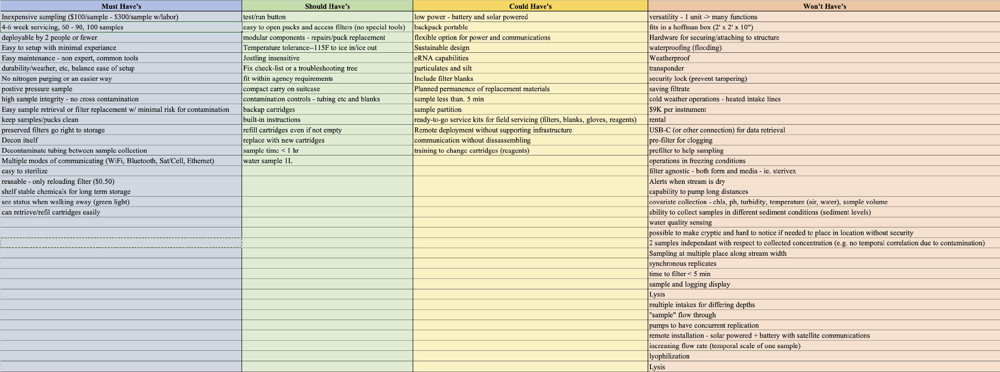 Must Have’s
Should Have’s
Could Have’s
Won’t Have’s
Inexpensive sampling ($100/sample - $300/sample w/labor)
test/run button
low power - battery and solar powered
versatility - 1 unit -> many functions
4-6 week servicing, 60 - 90, 100 samples
easy to open pucks and access filters (no special tools)
backpack portable
fits in a hoffman box (2' x 2' x 10")
deployable by 2 people or fewer
modular components - repairs/puck replacement
flexible option for power and communications
Hardware for securing/attaching to structure
Easy to setup with minimal experiance
Temperature tolerance--115F to ice in/ice out
Sustainable design
waterproofing (flooding)
Easy maintenance - non expert, common tools
Jostling insensitive
eRNA capabilities
Weatherproof
durability/weather, etc, balance ease of setup
Fix check-list or a troubleshooting tree
particulates and silt
transponder
No nitrogen purging or an easier way
fit within agency requirements
Include filter blanks
security lock (prevent tampering)
postive pressure sample
compact carry on suitcase
Planned permanence of replacement materials
saving filtrate
high sample integrity - no cross contamination
contamination controls - tubing etc and blanks
sample less than. 5 min
cold weather operations - heated intake lines
Easy sample retrieval or filter replacement w/ minimal risk for contamination
backup cartridges
sample partition
$9K per instrument
keep samples/pucks clean
built-in instructions
ready-to-go service kits for field servicing (filters, blanks, gloves, reagents)
rental
preserved filters go right to storage
refill cartridges even if not empty
Remote deployment without supporting infrastructure
USB-C (or other connection) for data retrieval
Decon itself
replace with new cartridges
communication without dissassembling
pre-filter for clogging
Decontaminate tubing between sample collection
sample time < 1 hr
training to change cartridges (reagents)
prefilter to help sampling
Multiple modes of communicating (WiFi, Bluetooth, Sat/Cell, Ethernet)
water sample 1L
operations in freezing conditions
easy to sterilize
filter agnostic - both form and media - ie. sterivex
reusable - only reloading filter ($0.50)
Alerts when stream is dry
shelf stable chemicals for long term storage
capability to pump long distances
see status when walking away (green light)
covariate collection - chla, ph, turbidity, temperature (air, water), sample volume
can retrieve/refil cartridges easily
ability to collect samples in different sediment conditions (sediment levels)
water quality sensing
possible to make cryptic and hard to notice if needed to place in location without security
2 samples independant with respect to collected concentration (e.g. no temporal correlation due to contamination)
Sampling at multiple place along stream width
synchronous replicates
time to filter < 5 min
sample and logging display
Lysis
multiple intakes for differing depths
"sample" flow through
pumps to have concurrent replication
remote installation - solar powered + battery with satellite communications
increasing flow rate (temporal scale of one sample)
lyophilization
Lysis